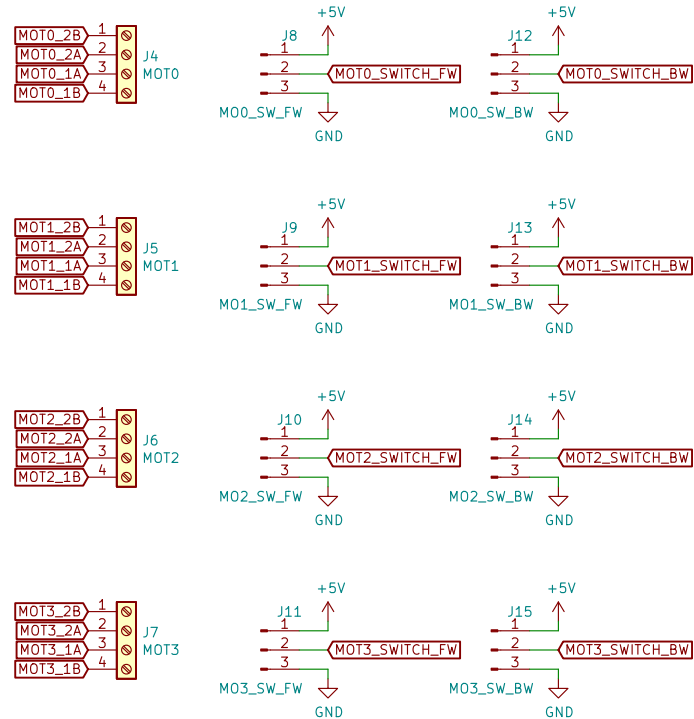 +5V
+5V
MOT0_2B 1
J8
J12
MOT0_2A 2
J4
1
1
MOT0_1A 3
MOT0
2
MOT0_SWITCH_FW
2
MOT0_SWITCH_BW
MOT0_1B 4
3
3
MO0_SW_FW
MO0_SW_BW
GND
GND
+5V
+5V
MOT1_2B 1
J9
J13
MOT1_2A 2
J5
1
1
MOT1_1A 3
MOT1
2
MOT1_SWITCH_FW
2
MOT1_SWITCH_BW
MOT1_1B 4
3
3
MO1_SW_FW
MO1_SW_BW
GND
GND
+5V
+5V
MOT2_2B 1
J10
J14
MOT2_2A 2
J6
1
1
MOT2_1A 3
MOT2
2
MOT2_SWITCH_FW
2
MOT2_SWITCH_BW
MOT2_1B 4
3
3
MO2_SW_FW
MO2_SW_BW
GND
GND
+5V
+5V
MOT3_2B 1
J11
J15
MOT3_2A 2
J7
1
1
MOT3_1A 3
MOT3
2
MOT3_SWITCH_FW
2
MOT3_SWITCH_BW
MOT3_1B 4
3
3
MO3_SW_FW
MO3_SW_BW
GND
GND